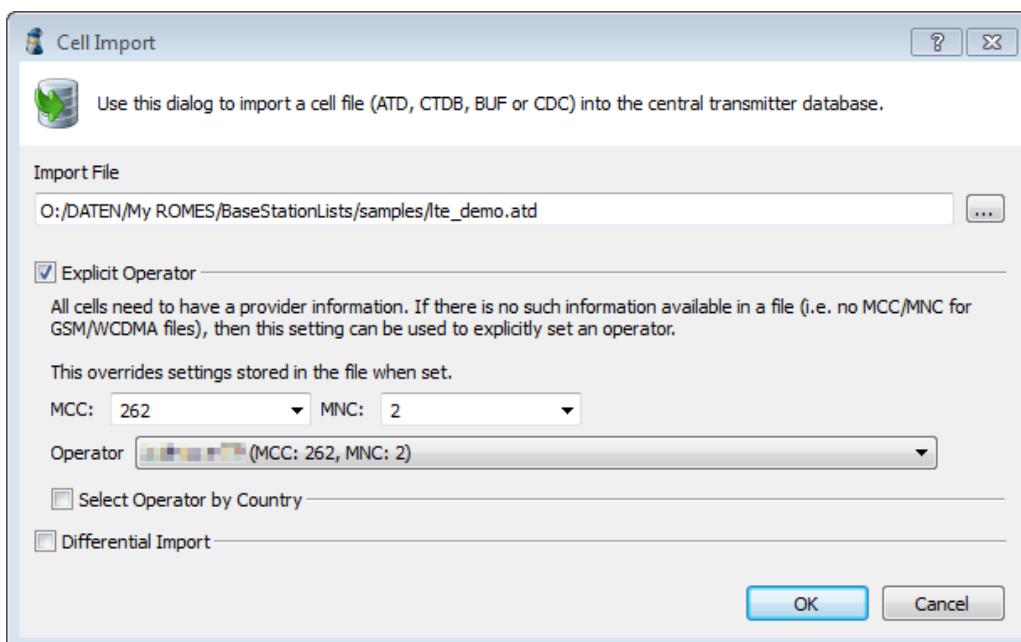 Cell Import
Use this dialog to import a cell file (ATD, CTDB, BUF or CDC) into the central transmitter database.
Import File
O:/DATEN/My ROMES/BaseStationLists/samples/lte_demo.atd
...
Explicit Operator
All cells need to have a provider information. If there is no such information available in a file (i.e. no MCC/MNC for
GSM/WCDMA files), then this setting can be used to explicitly set an operator.
This overrides settings stored in the file when set.
MCC: 262 MNC: 2
Operator (MCC: 262, MNC: 2)
Select Operator by Country
Differential Import
OK Cancel